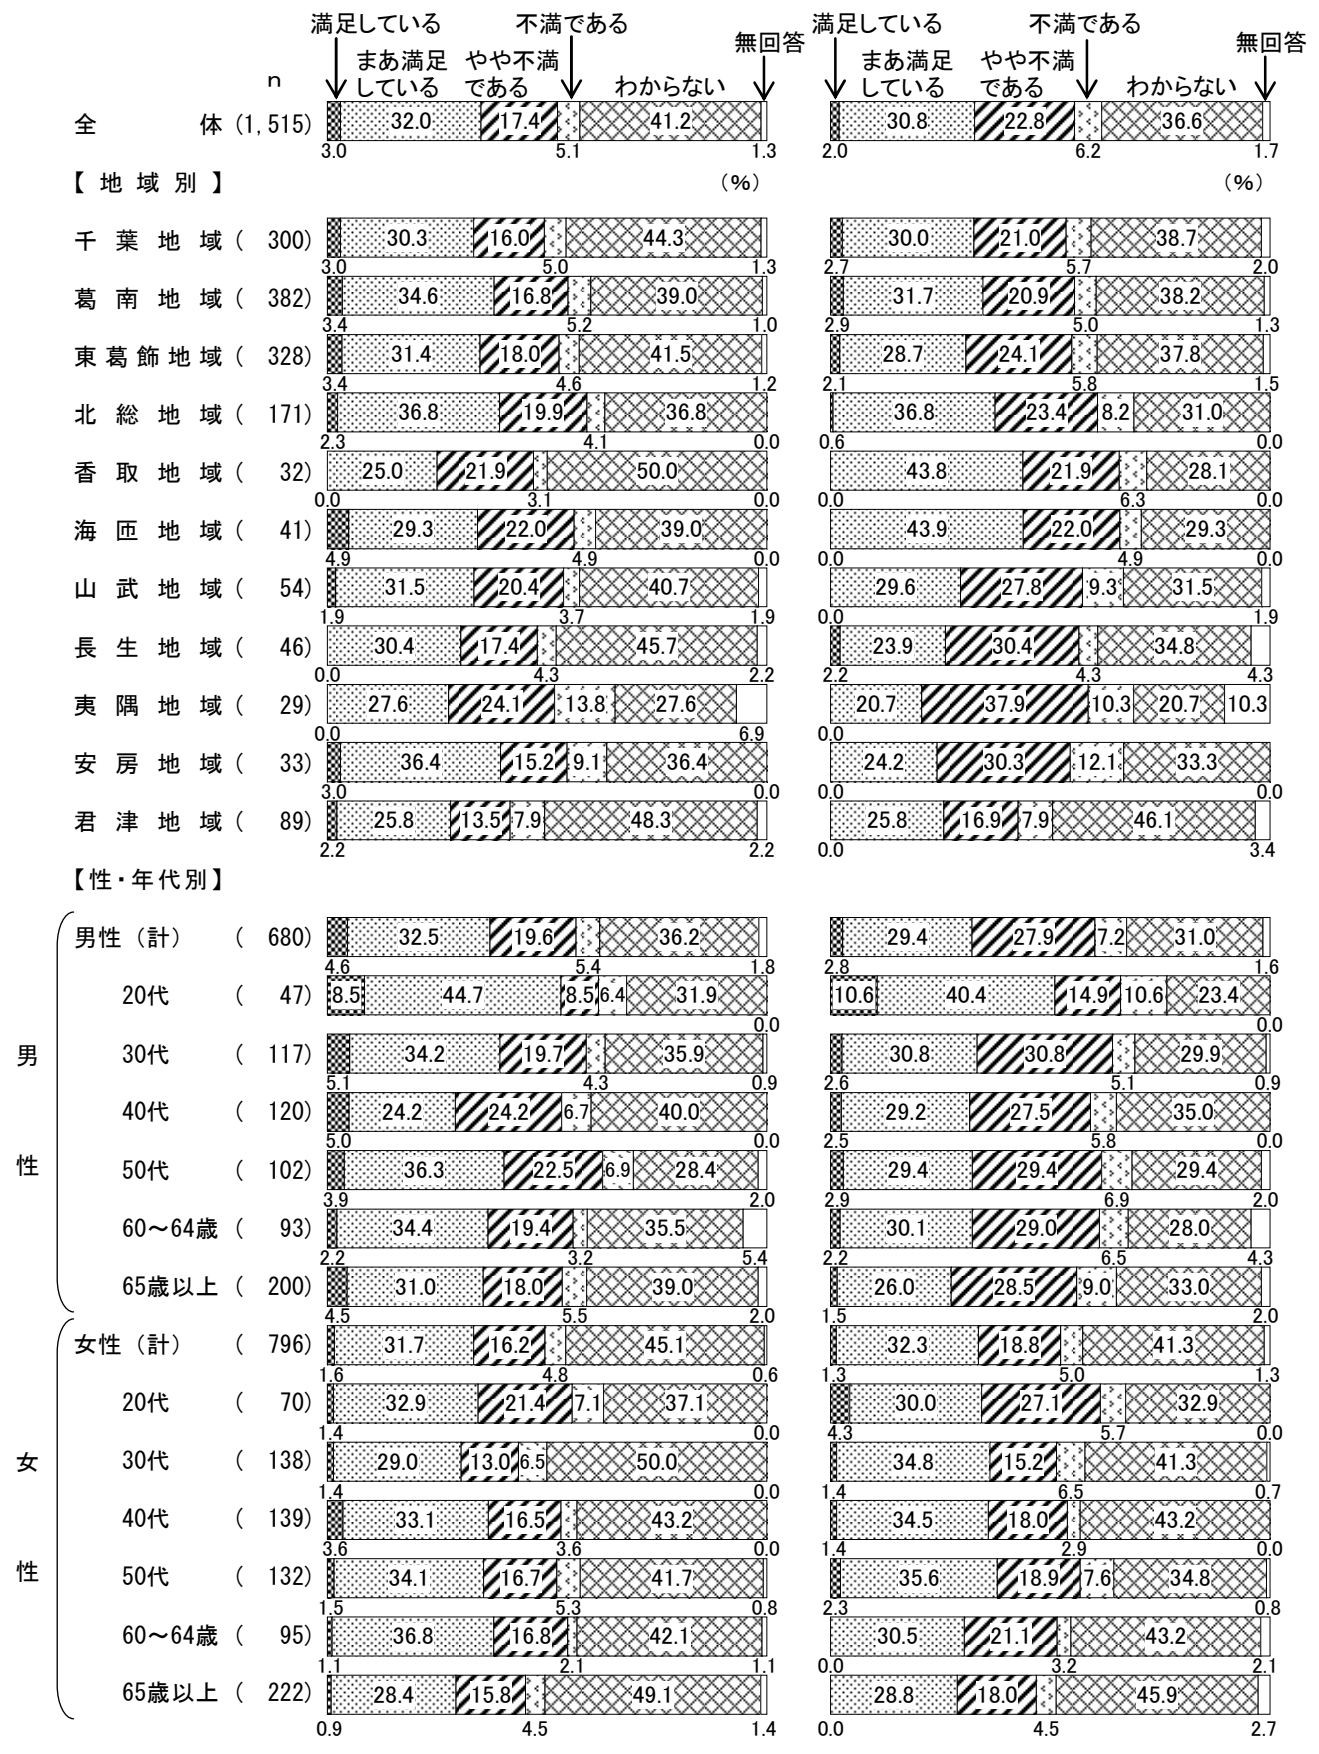 満足している 不満である 満足している 不満である
無回答 無回答
まあ満足 やや不満 まあ満足 やや不満
n している である わからない している である わからない
全体 (1,515) 32.0 17.4 41.2 30.8 22.8 36.6
3.0 5.1 1.3 2.0 6.2 1.7
【地域別】 (%) (%)
千葉地域 ( 300) 30.3 16.0 44.3 30.0 21.0 38.7
3.0 5.0 1.3 2.7 5.7 2.0
葛南地域 ( 382) 34.6 16.8 39.0 31.7 20.9 38.2
3.4 5.2 1.0 2.9 5.0 1.3
東葛飾地域 ( 328) 31.4 18.0 41.5 28.7 24.1 37.8
3.4 4.6 1.2 2.1 5.8 1.5
北総地域 ( 171) 36.8 19.9 36.8 36.8 23.4 8.2 31.0
2.3 4.1 0.0 0.6 0.0
香取地域 ( 32) 25.0 21.9 50.0 43.8 21.9 28.1
0.0 3.1 0.0 0.0 6.3 0.0
海匝地域 ( 41) 29.3 22.0 39.0 43.9 22.0 29.3
4.9 4.9 0.0 0.0 4.9 0.0
山武地域 ( 54) 31.5 20.4 40.7 29.6 27.8 9.3 31.5
1.9 3.7 1.9 0.0 1.9
長生地域 ( 46) 30.4 17.4 45.7 23.9 30.4 34.8
0.0 4.3 2.2 2.2 4.3 4.3
夷隅地域 ( 29) 27.6 24.1 13.8 27.6 20.7 37.9 10.3 20.7 10.3
0.0 6.9 0.0
安房地域 ( 33) 36.4 15.2 9.1 36.4 24.2 30.3 12.1 33.3
3.0 0.0 0.0 0.0
君津地域 ( 89) 25.8 13.5 7.9 48.3 25.8 16.9 7.9 46.1
2.2 2.2 0.0 3.4
【性・年代別】
男性（計） ( 680) 32.5 19.6 36.2 29.4 27.9 7.2 31.0
4.6 5.4 1.8 2.8 1.6
20代 ( 47) 8.5 44.7 8.5 6.4 31.9 10.6 40.4 14.9 10.6 23.4
0.0 0.0
男 30代 ( 117) 34.2 19.7 35.9 30.8 30.8 29.9
5.1 4.3 0.9 2.6 5.1 0.9
40代 ( 120) 24.2 24.2 6.7 40.0 29.2 27.5 35.0
5.0 0.0 2.5 5.8 0.0
性 50代 ( 102) 36.3 22.5 6.9 28.4 29.4 29.4 29.4
3.9 2.0 2.9 6.9 2.0
60～64歳 ( 93) 34.4 19.4 35.5 30.1 29.0 28.0
2.2 3.2 5.4 2.2 6.5 4.3
65歳以上 ( 200) 31.0 18.0 39.0 26.0 28.5 9.0 33.0
4.5 5.5 2.0 1.5 2.0
女性（計） ( 796) 31.7 16.2 45.1 32.3 18.8 41.3
1.6 4.8 0.6 1.3 5.0 1.3
20代 ( 70) 32.9 21.4 7.1 37.1 30.0 27.1 32.9
1.4 0.0 4.3 5.7 0.0
女 30代 ( 138) 29.0 13.0 6.5 50.0 34.8 15.2 41.3
1.4 0.0 1.4 6.5 0.7
40代 ( 139) 33.1 16.5 43.2 34.5 18.0 43.2
3.6 3.6 0.0 1.4 2.9 0.0
性 50代 ( 132) 34.1 16.7 41.7 35.6 18.9 7.6 34.8
1.5 5.3 0.8 2.3 0.8
60～64歳 ( 95) 36.8 16.8 42.1 30.5 21.1 43.2
1.1 2.1 1.1 0.0 3.2 2.1
65歳以上 ( 222) 28.4 15.8 49.1 28.8 18.0 45.9
0.9 4.5 1.4 0.0 4.5 2.7